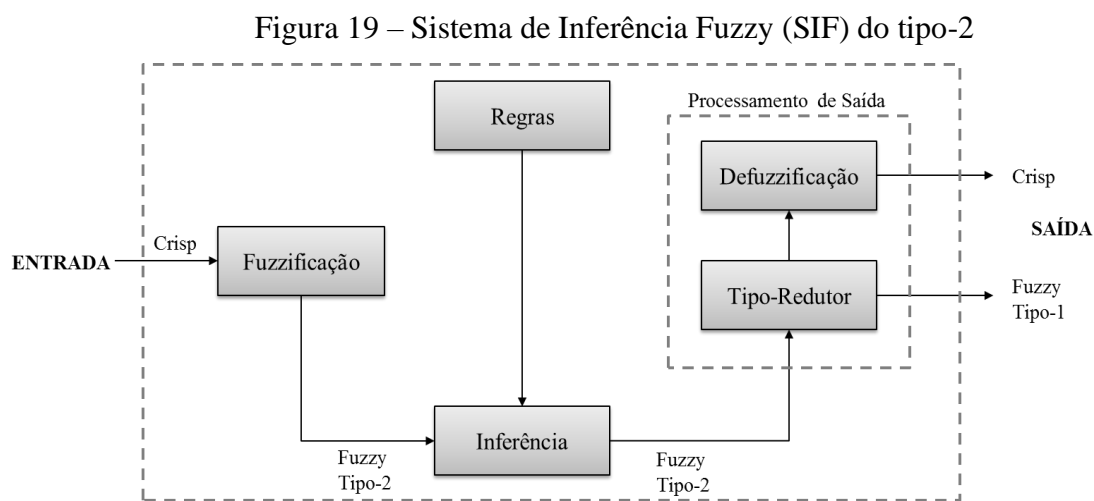 Figura 19 – Sistema de Inferência Fuzzy (SIF) do tipo-2
Processamento de Saída
Regras
Defuzzificação
Crisp
SAÍDA
Crisp
ENTRADA
Fuzzificação
Tipo-Redutor
Fuzzy
Tipo-1
Inferência
Fuzzy
Tipo-2
Fuzzy
Tipo-2